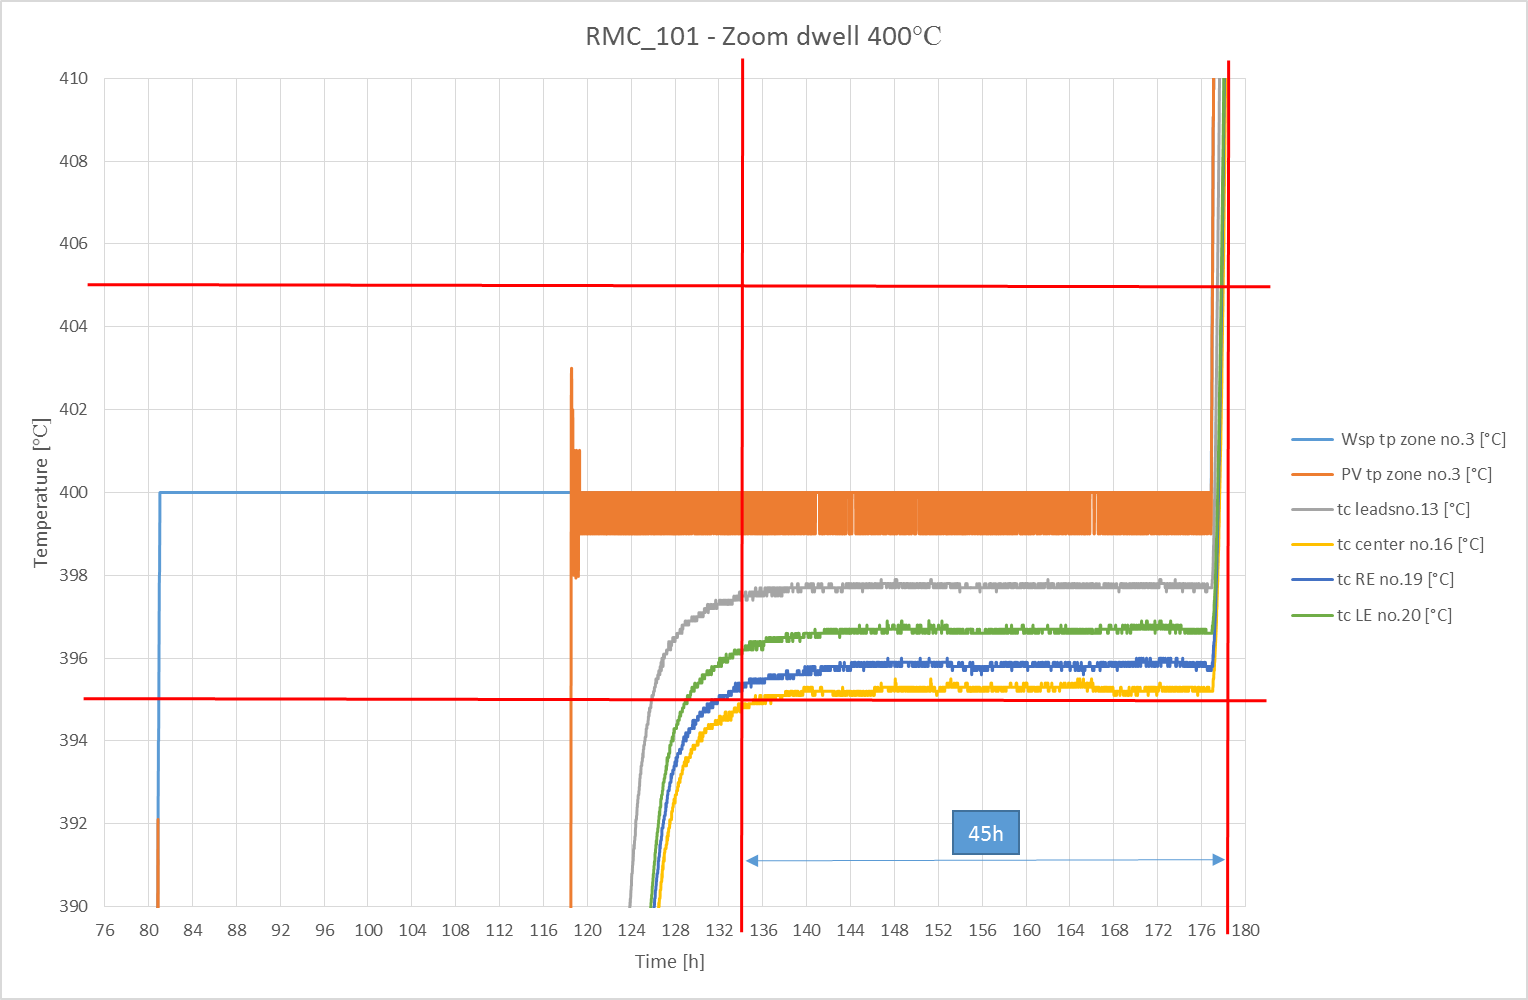 RMC_101 - Zoom dwell 400°C
410
408
406
404
402
400
398
396
394
392
390
Temperature [°C]
76 80 84 88 92 96 100 104 108 112 116 120 124 128 132 136 140 144 148 152 156 160 164 168 172 176 180
Time [h]
45h
Wsp tp zone no.3 [°C]
PV tp zone no.3 [°C]
tc leadsno.13 [°C]
tc center no.16 [°C]
tc RE no.19 [°C]
tc LE no.20 [°C]